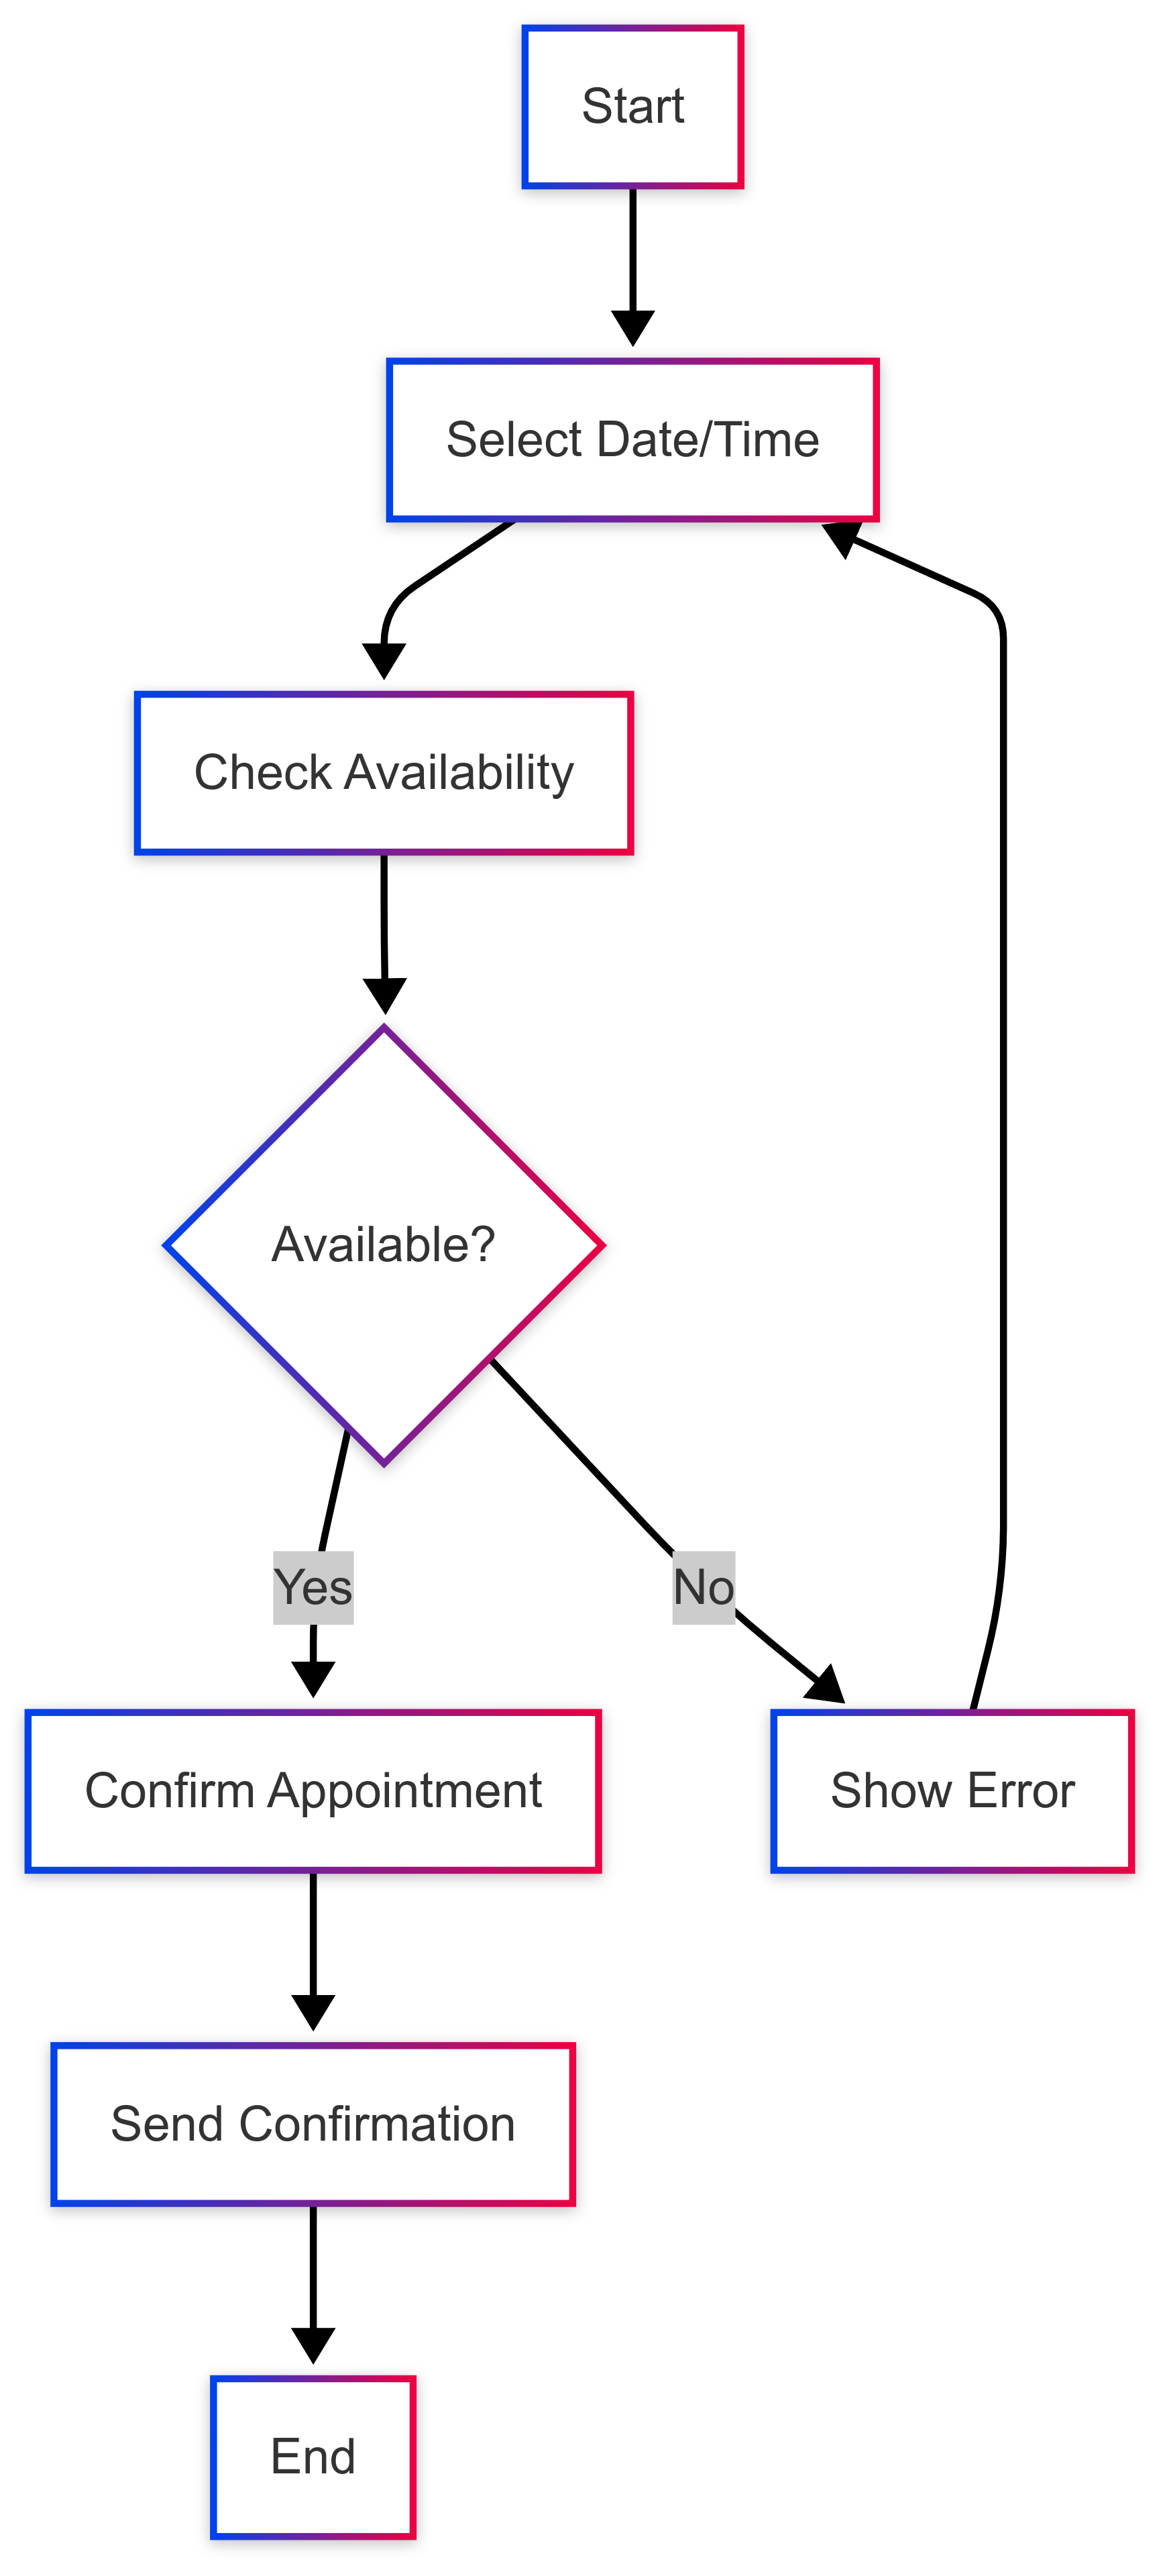 Start
Select Date/Time
Check Availability
Available?
Yes
No
Confirm Appointment
Show Error
Send Confirmation
End